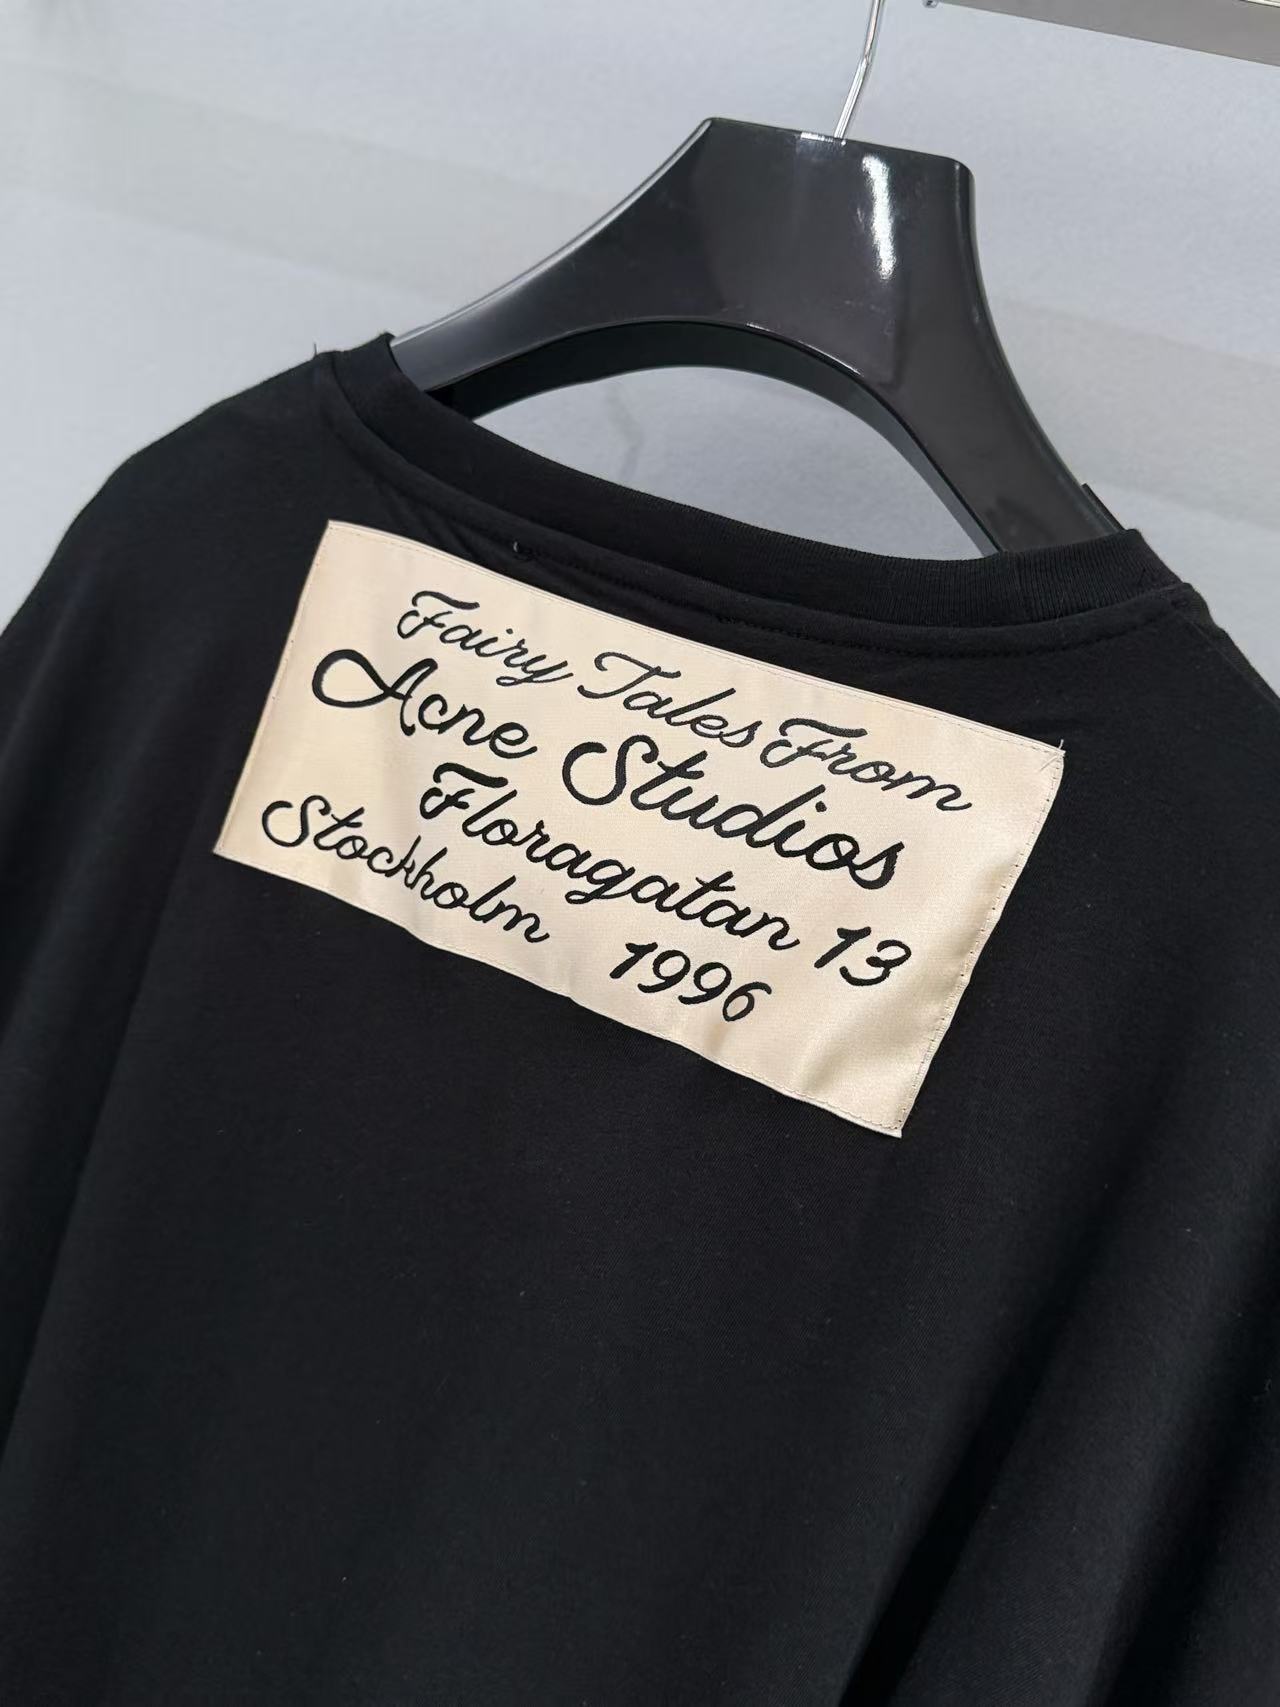 Fairy Tales From
Acne Studios
Floragatan 13
Stockholm 1996